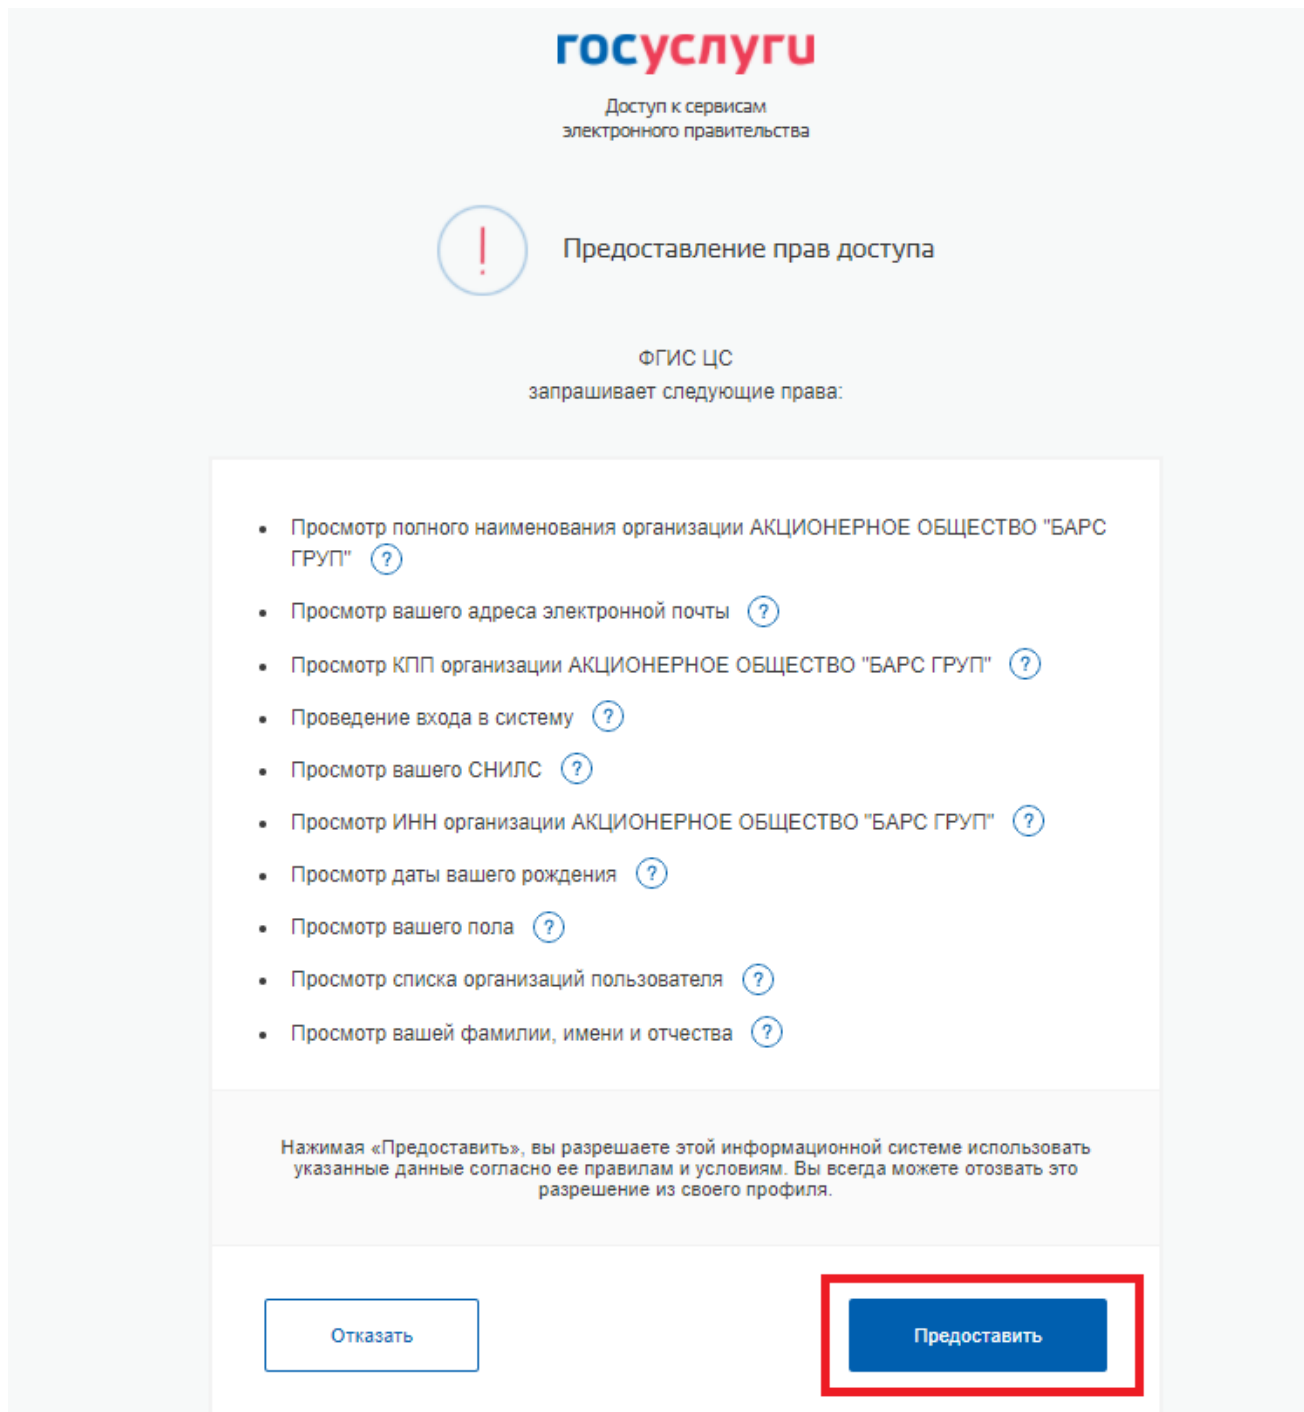 госуслуги
Доступ к сервисам
электронного правительства
Предоставление прав доступа
ФГИС ЦС
запрашивает следующие права:
Просмотр полного наименования организации АКЦИОНЕРНОЕ ОБЩЕСТВО "БАРС
ГРУП" ?
Просмотр вашего адреса электронной почты ?
Просмотр КПП организации АКЦИОНЕРНОЕ ОБЩЕСТВО "БАРС ГРУП" ?
Проведение входа в систему ?
Просмотр вашего СНИЛС ?
Просмотр ИНН организации АКЦИОНЕРНОЕ ОБЩЕСТВО "БАРС ГРУП" ?
Просмотр даты вашего рождения ?
Просмотр вашего пола ?
Просмотр списка организаций пользователя ?
Просмотр вашей фамилии, имени и отчества ?
Нажимая «Предоставить», вы разрешаете этой информационной системе использовать
указанные данные согласно ее правилам и условиям. Вы всегда можете отозвать это
разрешение из своего профиля.
Отказать
Предоставить